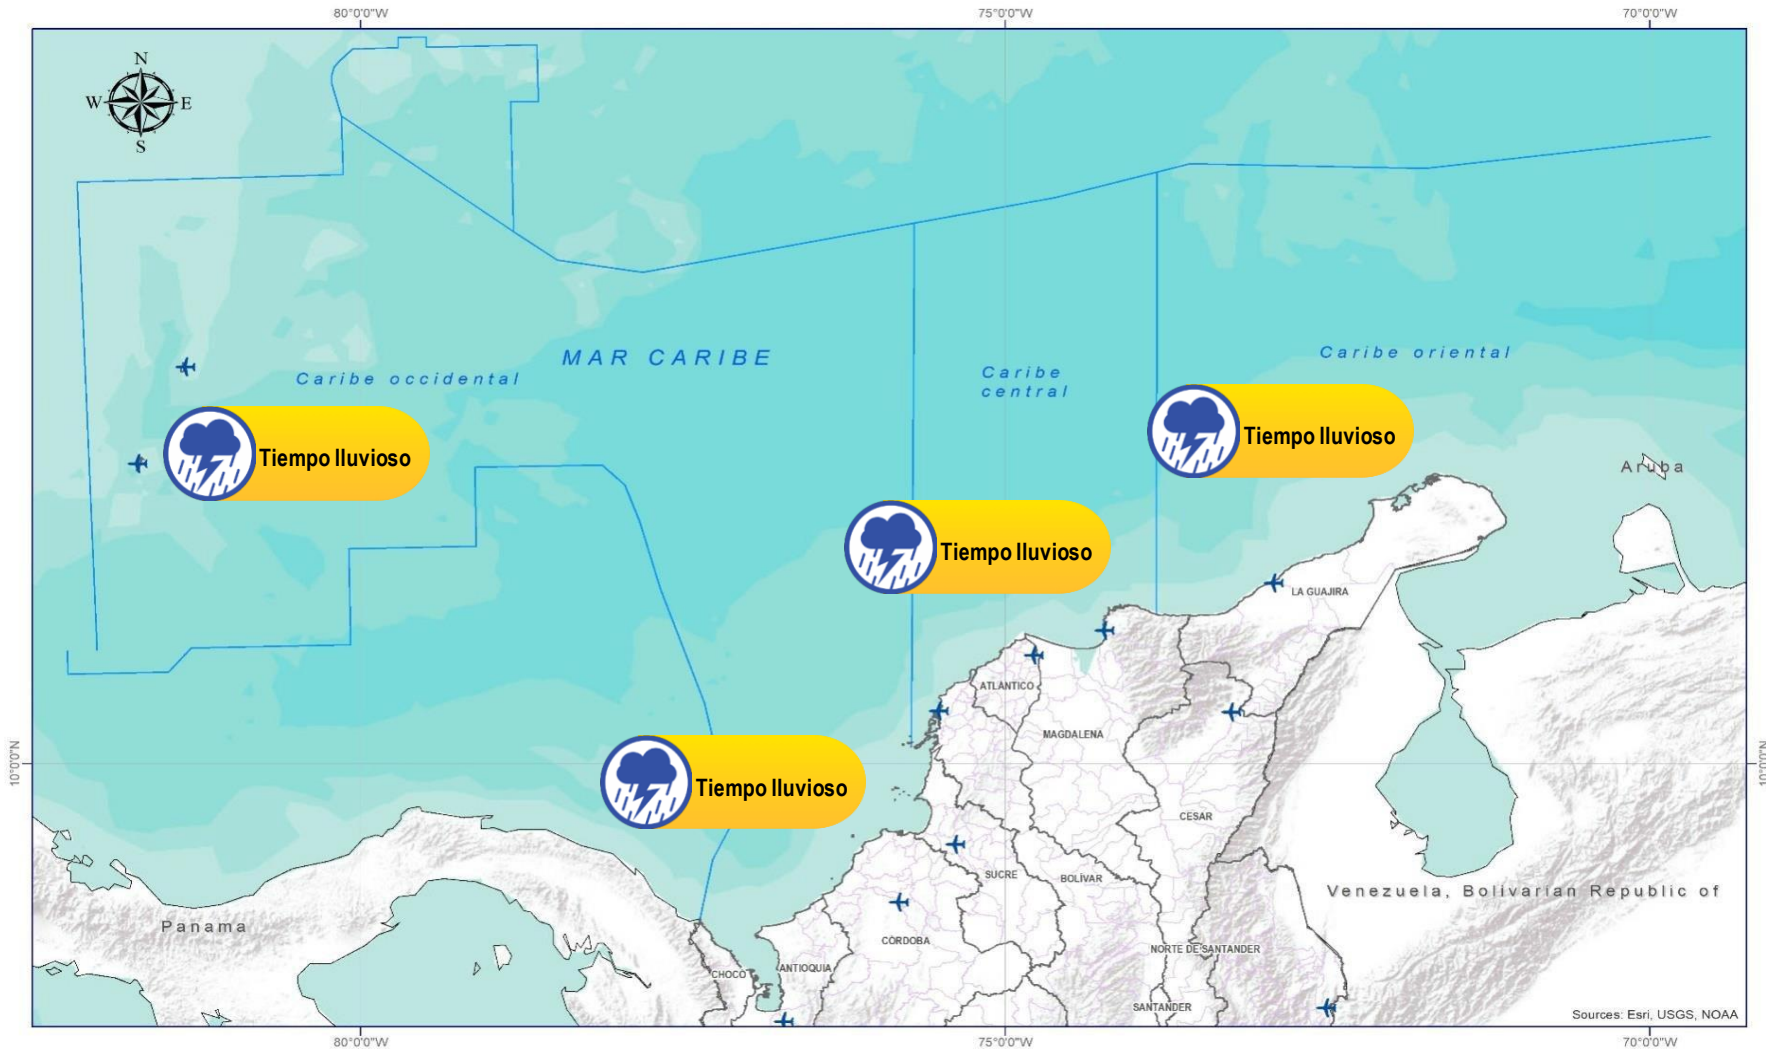 80°0'0"W
75°0'0"W
70°0'0"W
N
W
E
S
MAR CARIBE
Caribe occidental
Caribe
central
Caribe oriental
Tiempo lluvioso
Tiempo lluvioso
Tiempo lluvioso
Aruba
LA GUAJIRA
ATLANTICO
MAGDALENA
10°0'0"N
10°0'0"N
Tiempo lluvioso
CESAR
SUCRE
BOLÍVAR
Venezuela, Bolivarian Republic of
Panama
CÓRDOBA
NORTE DE SANTANDER
CHOCO
ANTIOQUIA
SANTANDER
Sources: Esri, USGS, NOAA
80°0'0"W
75°0'0"W
70°0'0"W